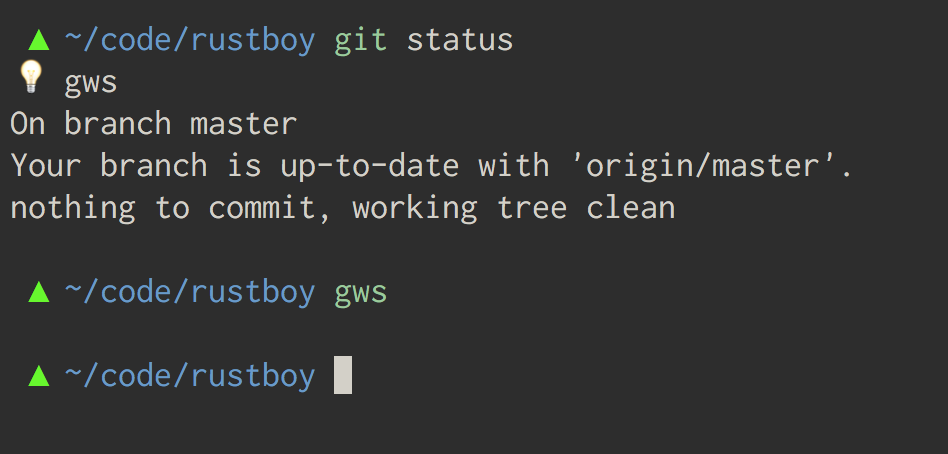 ▲ ~/code/rustboy git status
💡 gws
On branch master
Your branch is up-to-date with 'origin/master'.
nothing to commit, working tree clean
▲ ~/code/rustboy gws
▲ ~/code/rustboy